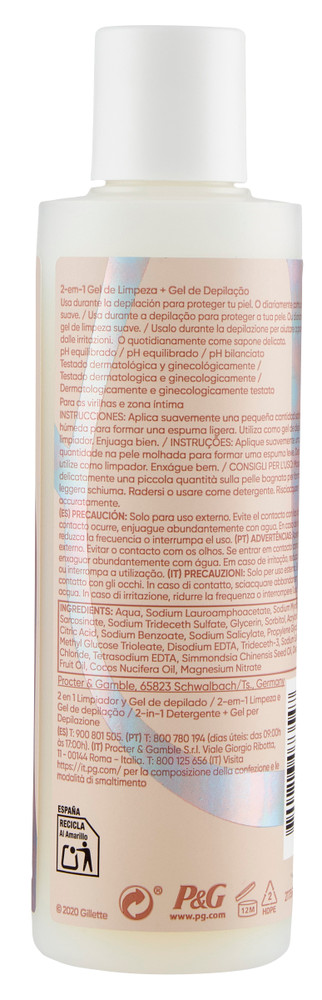 2-em-1 Gel de Limpeza + Gel de Depilação
Usa durante la depilación para proteger tu piel. O diariamente
suave. / Usa durante a depilação para proteger a tua pele. Ou
gel de limpeza suave. / Usalo durante la depilazione per
dalle irritazioni. O quotidianamente come sapone delicato.
pH equilibrado / pH equilibrado / pH bilanciato
Testado dermatológica y ginecológicamente /
Testado dermatologica e ginecologicamente /
Dermatologicamente e ginecologicamente testato
Para as virilhas e zona íntima
INSTRUCCIONES: Aplica suavemente una pequeña cantidad
húmeda para formar una espuma ligera. Utiliza como gel de
limpiador. Enjuaga bien. / INSTRUÇÕES: Aplique suavemente
quantidade na pele molhada para formar uma espuma leve.
utilize como limpador. Enxágue bem. / CONSIGLI PER L'USO:
delicatamente una piccola quantità sulla pelle bagnata per
leggera schiuma. Radersi o usare come detergente.
accuratamente.
(ES) PRECAUCIÓN: Solo para uso externo. Evite el contacto
contacto ocurre, enjuague abundantemente con agua. En
reduzca la frecuencia o interrumpa el uso. (PT) ADVERTÊNCIAS:
externo. Evitar o contacto com os olhos. Se entrar em contacto
enxaguar abundantemente com água. Em caso de irritação,
ou interrompa a utilização. (IT) PRECAUZIONI: Solo per uso
contatto con gli occhi. In caso di contatto, sciacquare
acqua. In caso di irritazione, ridurre la frequenza o interrompere
INGREDIENTS: Aqua, Sodium Lauroamphoacetate, Sodium
Sarcosinate, Sodium Trideceth Sulfate, Glycerin, Sorbitol,
Citric Acid, Sodium Benzoate, Sodium Salicylate, Propylene
Methyl Glucose Trioleate, Disodium EDTA, Trideceth-3,
Chloride, Tetrasodium EDTA, Simmondsia Chinensis Seed
Fruit Oil, Cocos Nucifera Oil, Magnesium Nitrate
Procter & Gamble, 65823 Schwalbach/Ts., Germany
2 en 1 Limpiador y Gel de depilado / 2-em-1 Limpeza e
Gel de depilação / 2-in-1 Detergente + Gel per
Depilazione
(ES) T: 900 801 505. (PT) T: 800 780 194 (dias úteis: das 09:00h
às 17:00h). (IT) Procter & Gamble S.r.l. Viale Giorgio Ribotta,
11 - 00144 Roma - Italia. T: 800 125 656 (IT) Visita
https://it.pg.com/ per la composizione della confezione e le
modalità di smaltimento
ESPAÑA
RECICLA
Al Amarillo
©2020 Gillette
P&G
www.pg.com
12M
2
HDPE